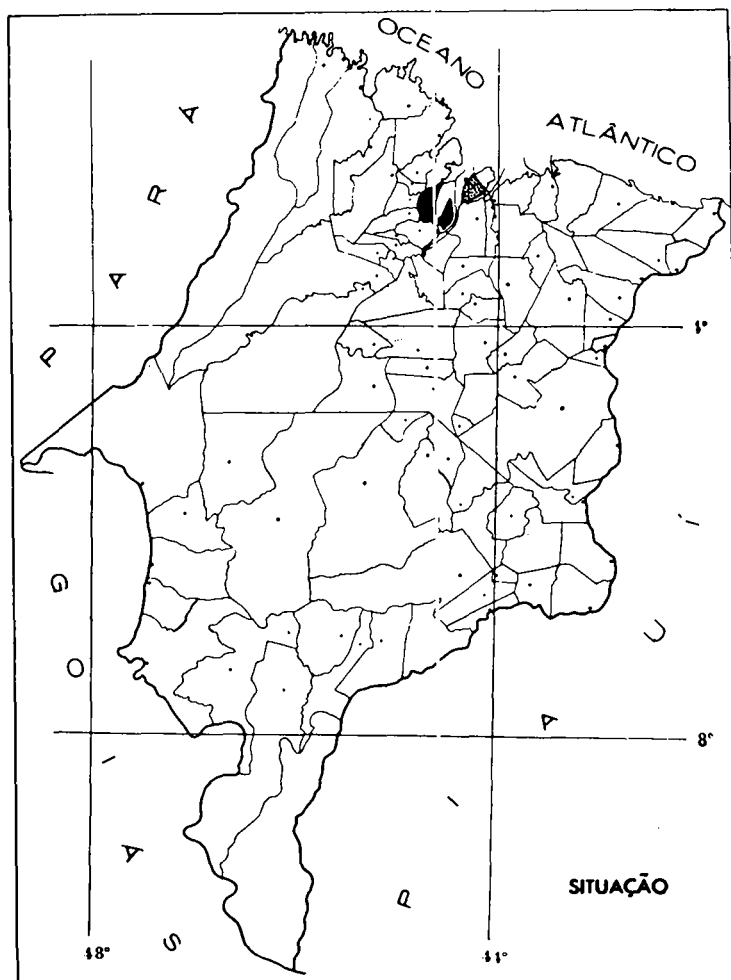 OCEANO
ATLÂNTICO
PARÁ
GOIÁS
PIAUÍ
4°
8°
SITUAÇÃO
48°
44°